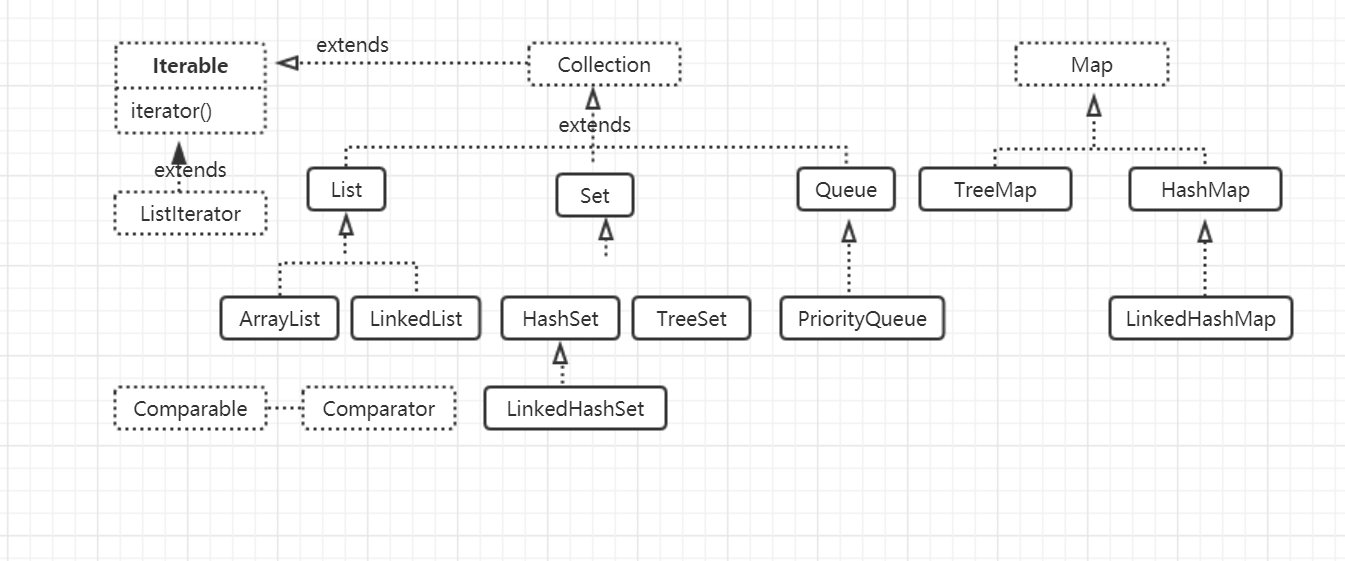 Iterable
iterator()
extends
Collection
Map
extends
extends
ListIterator
List
Set
Queue
TreeMap
HashMap
ArrayList
LinkedList
HashSet
TreeSet
PriorityQueue
LinkedHashMap
Comparable
Comparator
LinkedHashSet